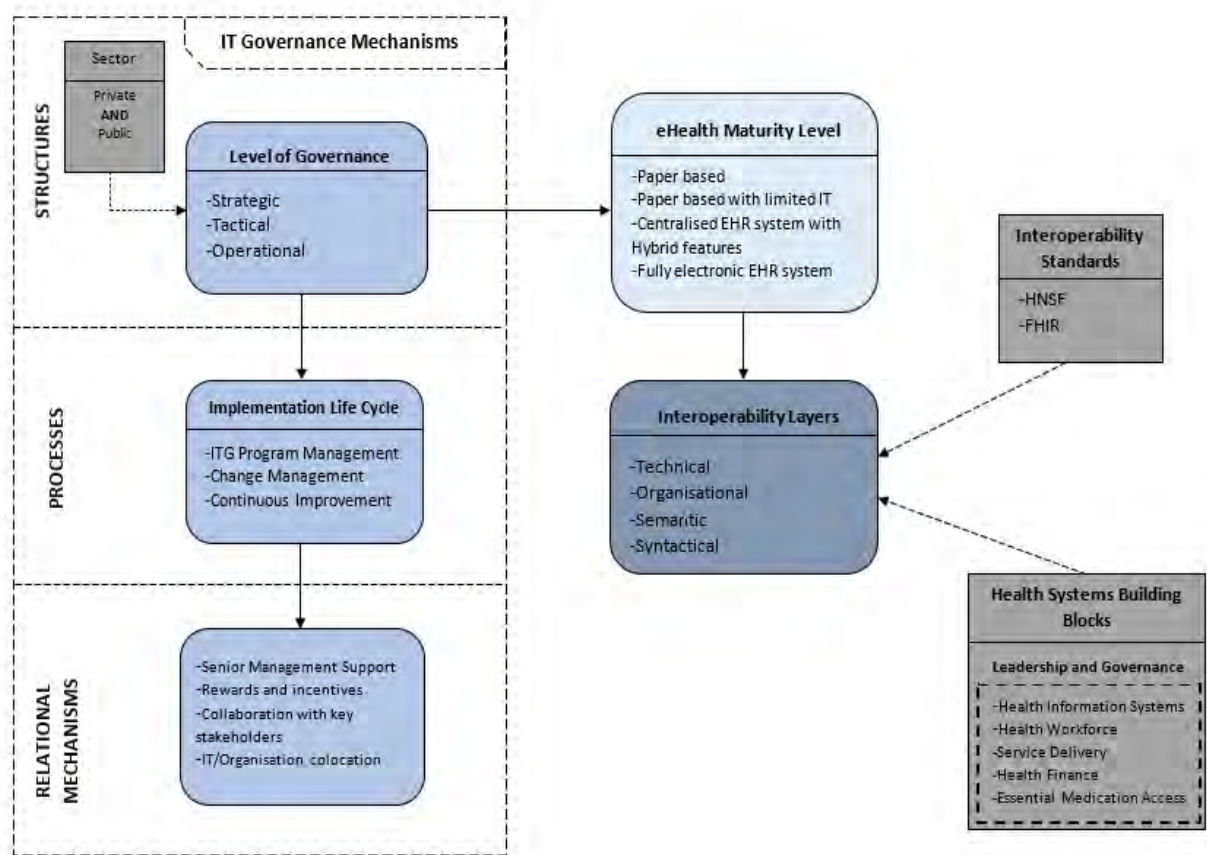 IT Governance Mechanisms
STRUCTURES
Sector
Private
AND
Public
Level of Governance
-Strategic
-Tactical
-Operational
eHealth Maturity Level
-Paper based
-Paper based with limited IT
-Centralised EHR system with
Hybrid features
-Fully electronic EHR system
Interoperability
Standards
-HNSF
-FHIR
PROCESSES
Implementation Life Cycle
-ITG Program Management
-Change Management
-Continuous Improvement
Interoperability Layers
-Technical
-Organisational
-Semantic
-Syntactical
Health Systems Building
Blocks
Leadership and Governance
-Health Information Systems
-Health Workforce
-Service Delivery
-Health Finance
-Essential Medication Access
RELATIONAL
MECHANISMS
-Senior Management Support
-Rewards and incentives
-Collaboration with key
stakeholders
-IT/Organisation colocation